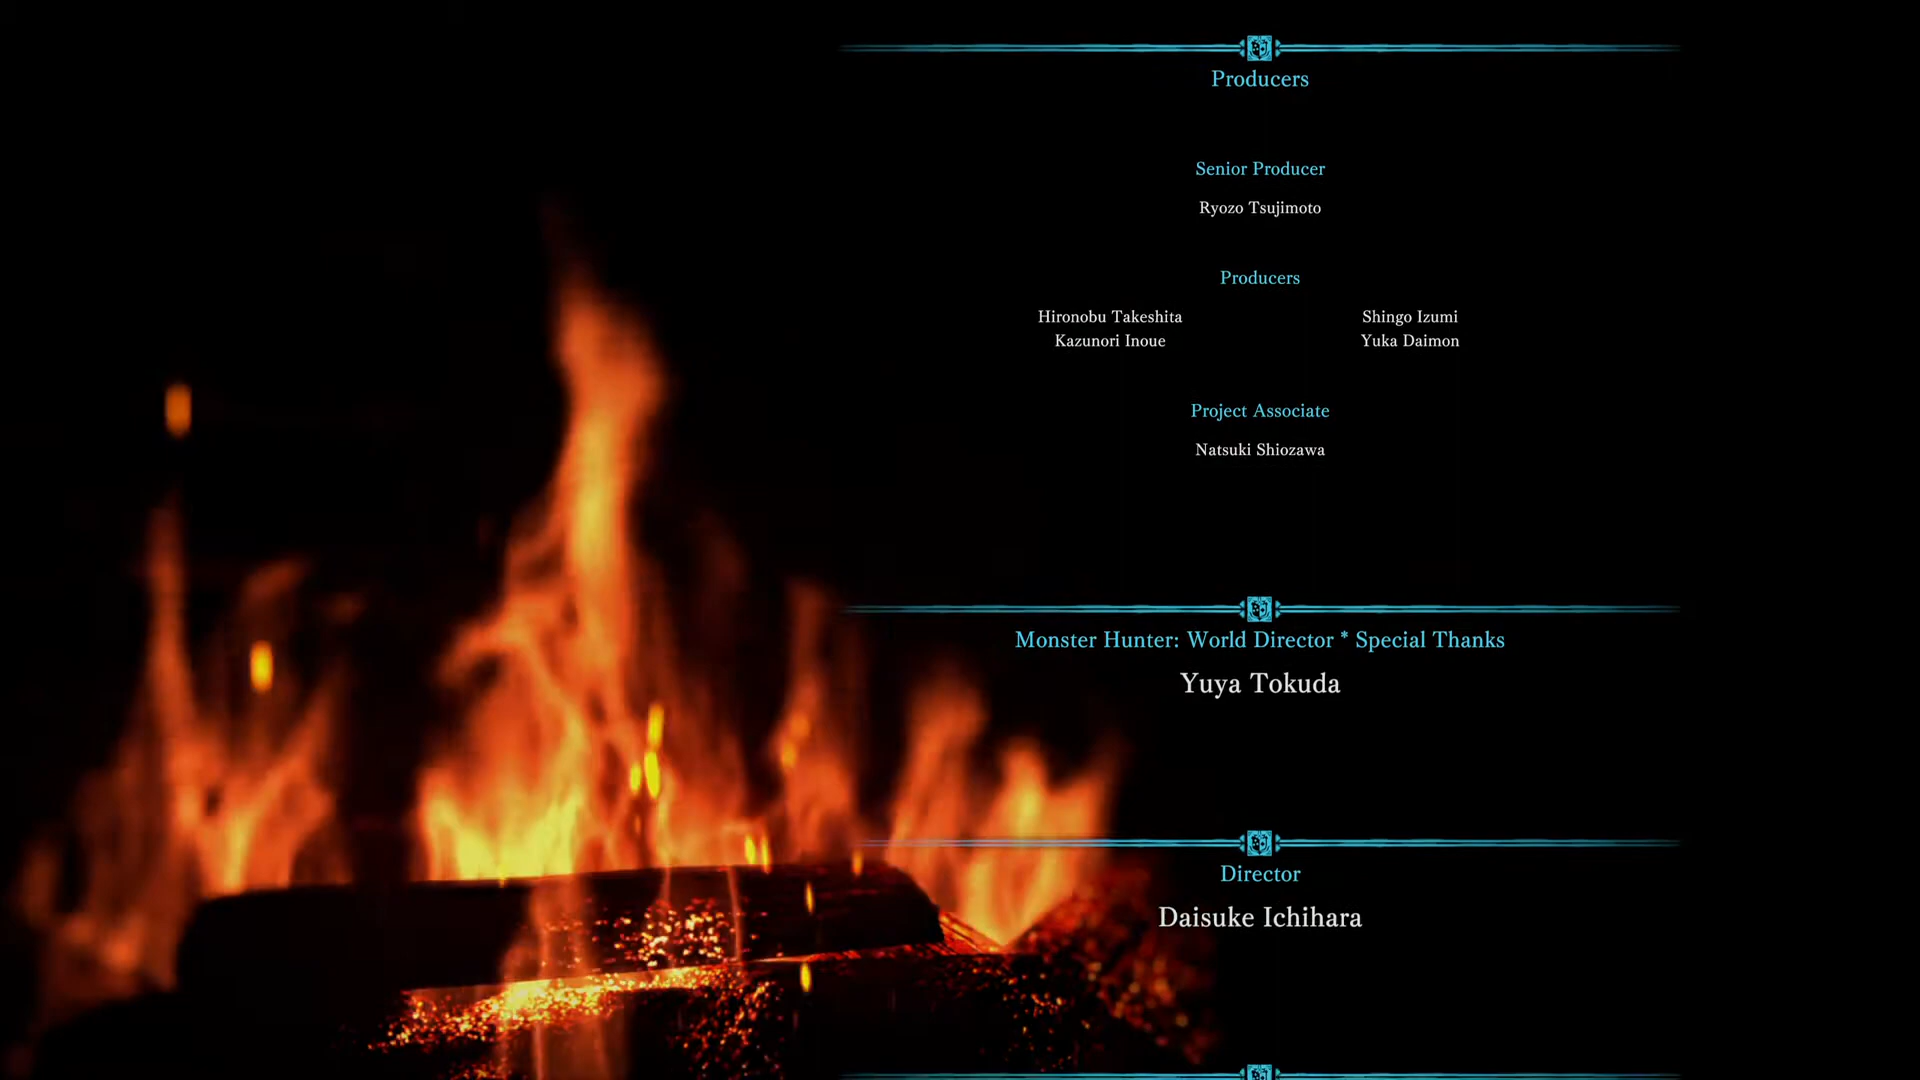 Producers
Senior Producer
Ryozo Tsujimoto
Producers
Hironobu Takeshita Shingo Izumi
Kazunori Inoue Yuka Daimon
Project Associate
Natsuki Shiozawa
Monster Hunter: World Director * Special Thanks
Yuya Tokuda
Director
Daisuke Ichihara